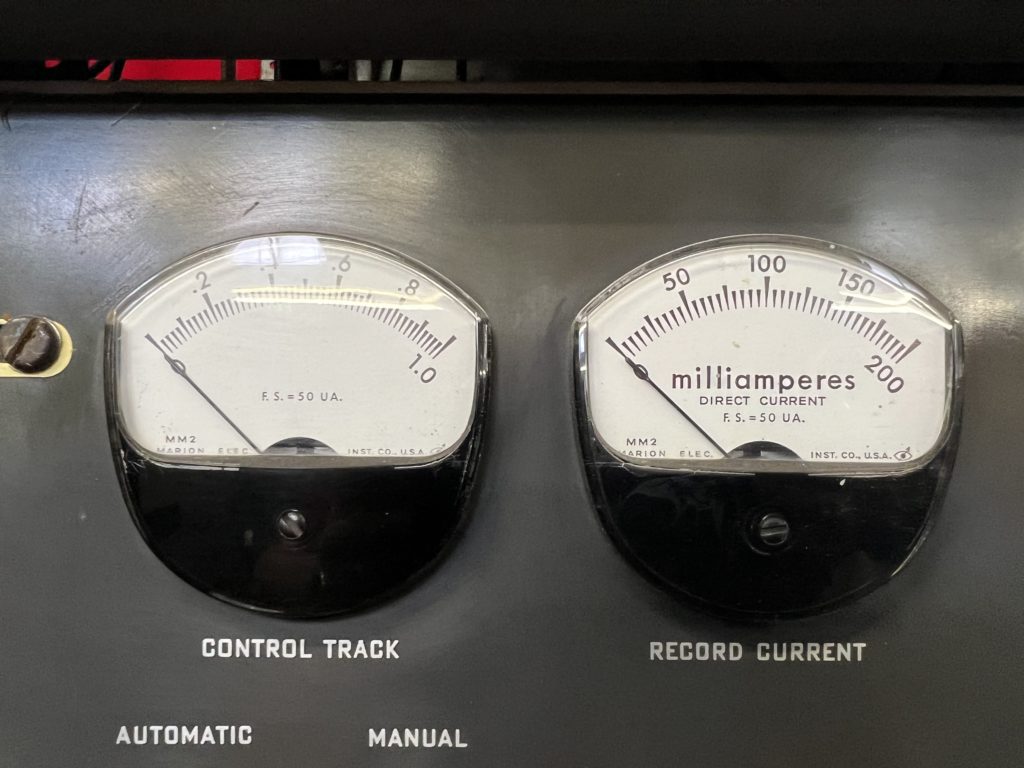 .2 .4 .6 .8 1.0
F.S.=50 UA.
MM2
MARION ELEC. INST. CO., U.S.A.
50 100 150 200
milliamperes
DIRECT CURRENT
F.S.=50 UA.
MM2
MARION ELEC. INST. CO., U.S.A.
CONTROL TRACK
RECORD CURRENT
AUTOMATIC MANUAL